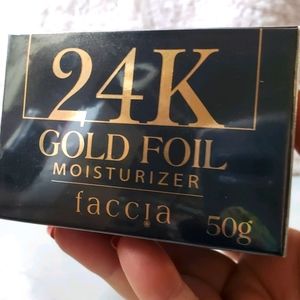 24K
GOLD FOIL
MOISTURIZER
faccia
50g